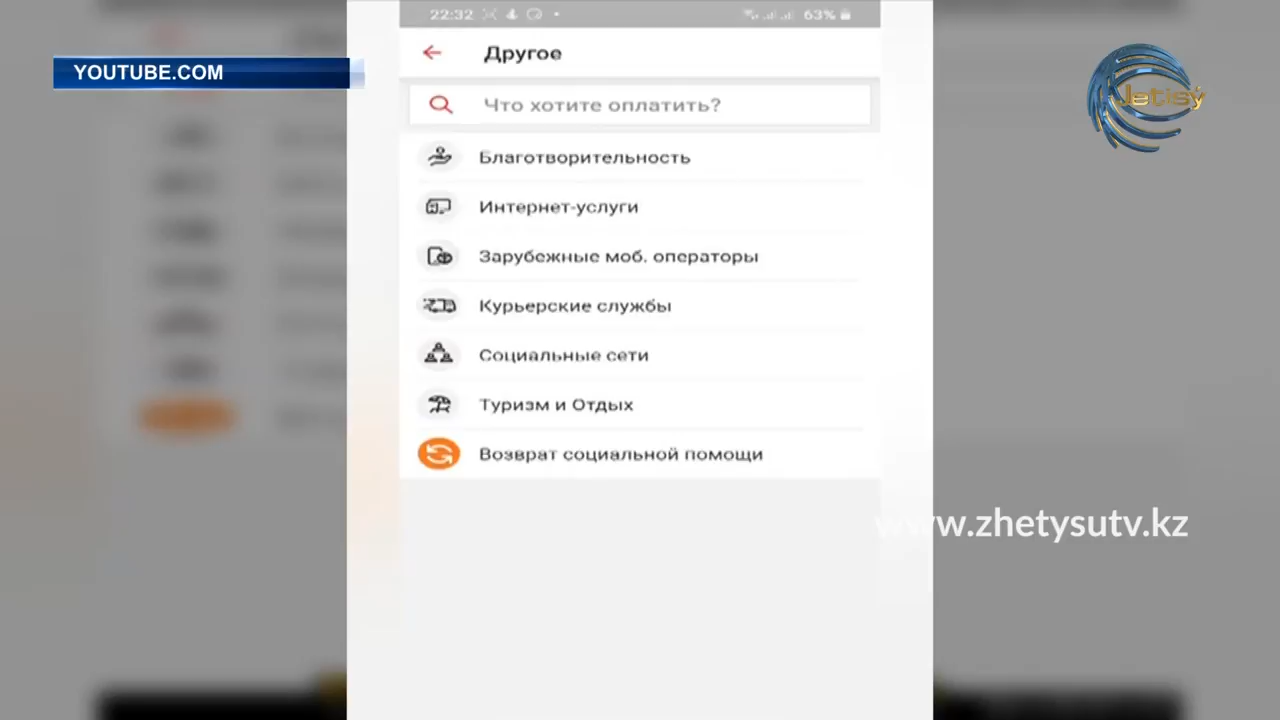 22:32
63%
YOUTUBE.COM
Другое
Jetisý
Что хотите оплатить?
Благотворительность
Интернет-услуги
Зарубежные моб. операторы
Курьерские службы
Социальные сети
Туризм и Отдых
Возврат социальной помощи
www.zhetysutv.kz